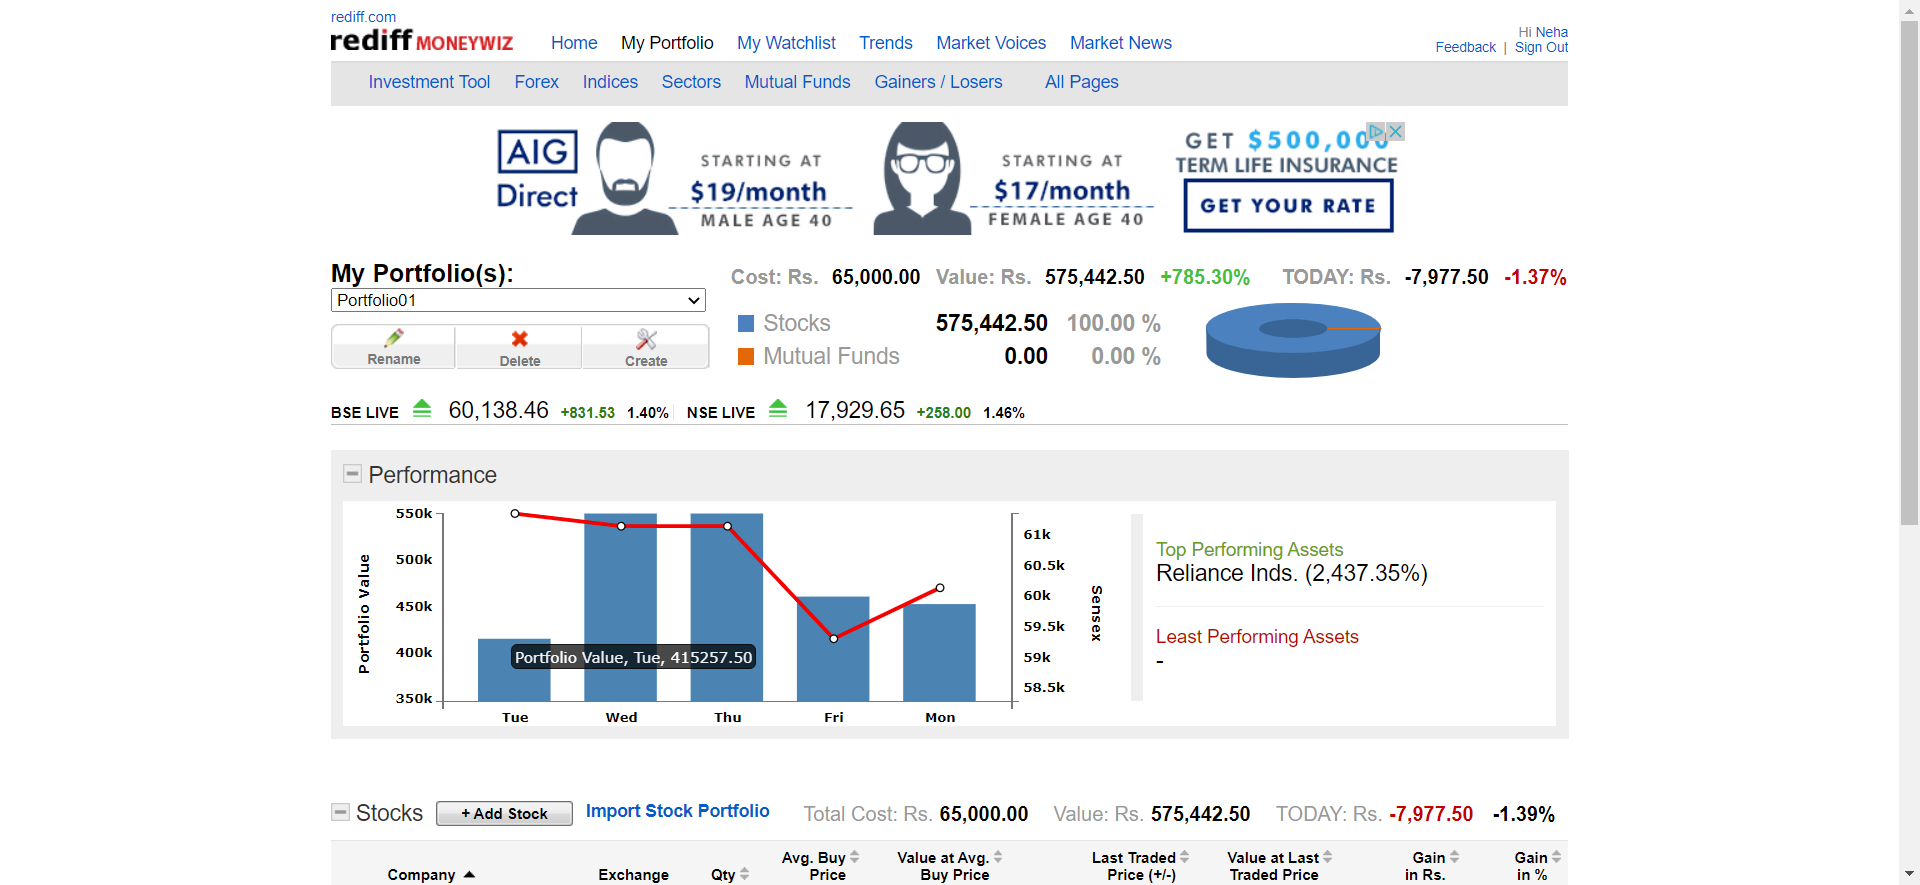 rediff.com
rediff MONEYWIZ
Home My Portfolio My Watchlist Trends Market Voices Market News
Hi Neha
Feedback | Sign Out
Investment Tool Forex Indices Sectors Mutual Funds Gainers / Losers All Pages
AIG
Direct
STARTING AT
$19/month
MALE AGE 40
STARTING AT
$17/month
FEMALE AGE 40
GET $500,000
TERM LIFE INSURANCE
GET YOUR RATE
My Portfolio(s):
Portfolio01
Rename Delete Create
Cost: Rs. 65,000.00 Value: Rs. 575,442.50 +785.30% TODAY: Rs. -7,977.50 -1.37%
Stocks 575,442.50 100.00 %
Mutual Funds 0.00 0.00 %
BSE LIVE 60,138.46 +831.53 1.40% NSE LIVE 17,929.65 +258.00 1.46%
Performance
Portfolio Value
550k
500k
450k
400k
350k
Portfolio Value, Tue, 415257.50
Tue Wed Thu Fri Mon
61k
60.5k
60k
59.5k
59k
58.5k
Sensex
Top Performing Assets
Reliance Inds. (2,437.35%)
Least Performing Assets
-
Stocks + Add Stock Import Stock Portfolio Total Cost: Rs. 65,000.00 Value: Rs. 575,442.50 TODAY: Rs. -7,977.50 -1.39%
Company Exchange Qty Avg. Buy Price Value at Avg. Buy Price Last Traded Price (+/-) Value at Last Traded Price Gain in Rs. Gain in %